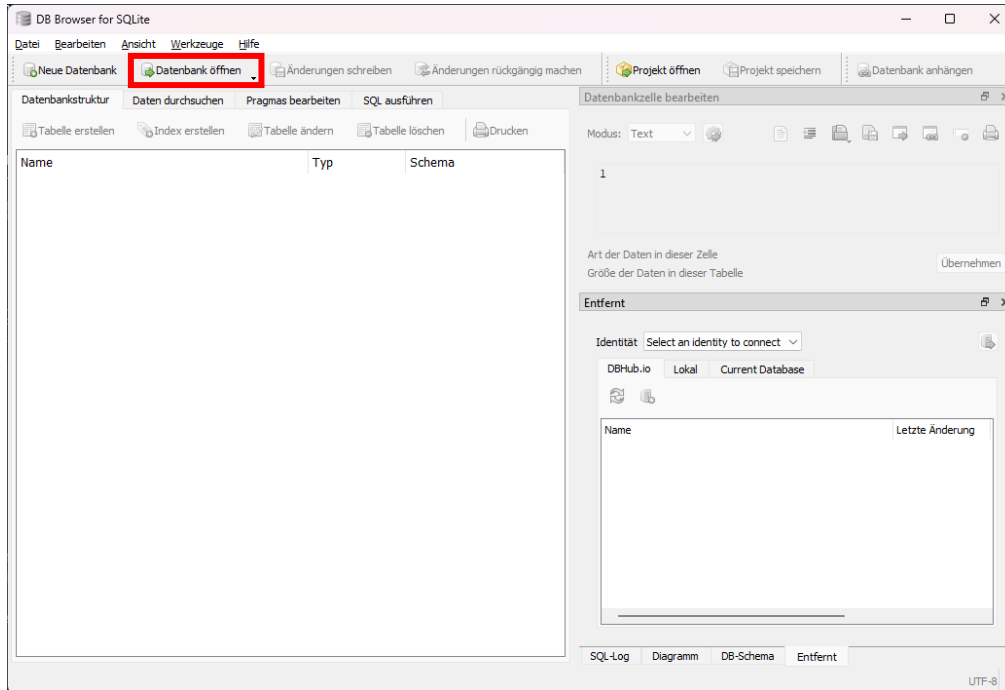 DB Browser for SQLite
Datei Bearbeiten Ansicht Werkzeuge Hilfe
Neue Datenbank Datenbank öffnen Änderungen schreiben Änderungen rückgängig machen Projekt öffnen Projekt speichern Datenbank anhängen
Datenbankstruktur Daten durchsuchen Pragmas bearbeiten SQL ausführen
Tabelle erstellen Index erstellen Tabelle ändern Tabelle löschen Drucken
Name Typ Schema
Datenbankzelle bearbeiten
Modus: Text
1
Art der Daten in dieser Zelle
Größe der Daten in dieser Tabelle
Übernehmen
Entfernt
Identität Select an identity to connect
DBHub.io Lokal Current Database
Name Letzte Änderung
SQL-Log Diagramm DB-Schema Entfernt
UTF-8